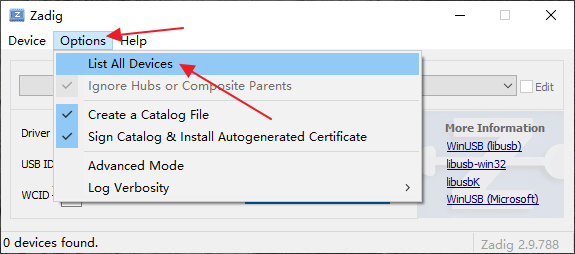 Zadig
Device Options Help
List All Devices
Ignore Hubs or Composite Parents
Edit
Create a Catalog File
Sign Catalog & Install Autogenerated Certificate
Advanced Mode
Log Verbosity
Driver
USB ID
WCID
More Information
WinUSB (libusb)
libusb-win32
libusbK
WinUSB (Microsoft)
0 devices found.
Zadig 2.9.788